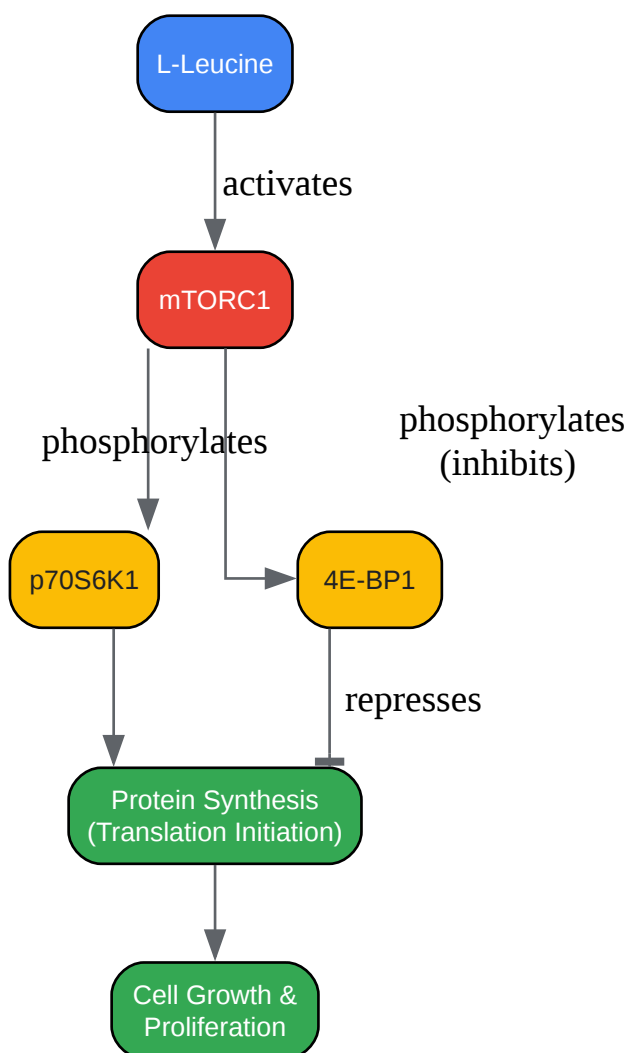 L-Leucine
activates
mTORC1
phosphorylates
phosphorylates
(inhibits)
p70S6K1
4E-BP1
represses
Protein Synthesis
(Translation Initiation)
Cell Growth &
Proliferation